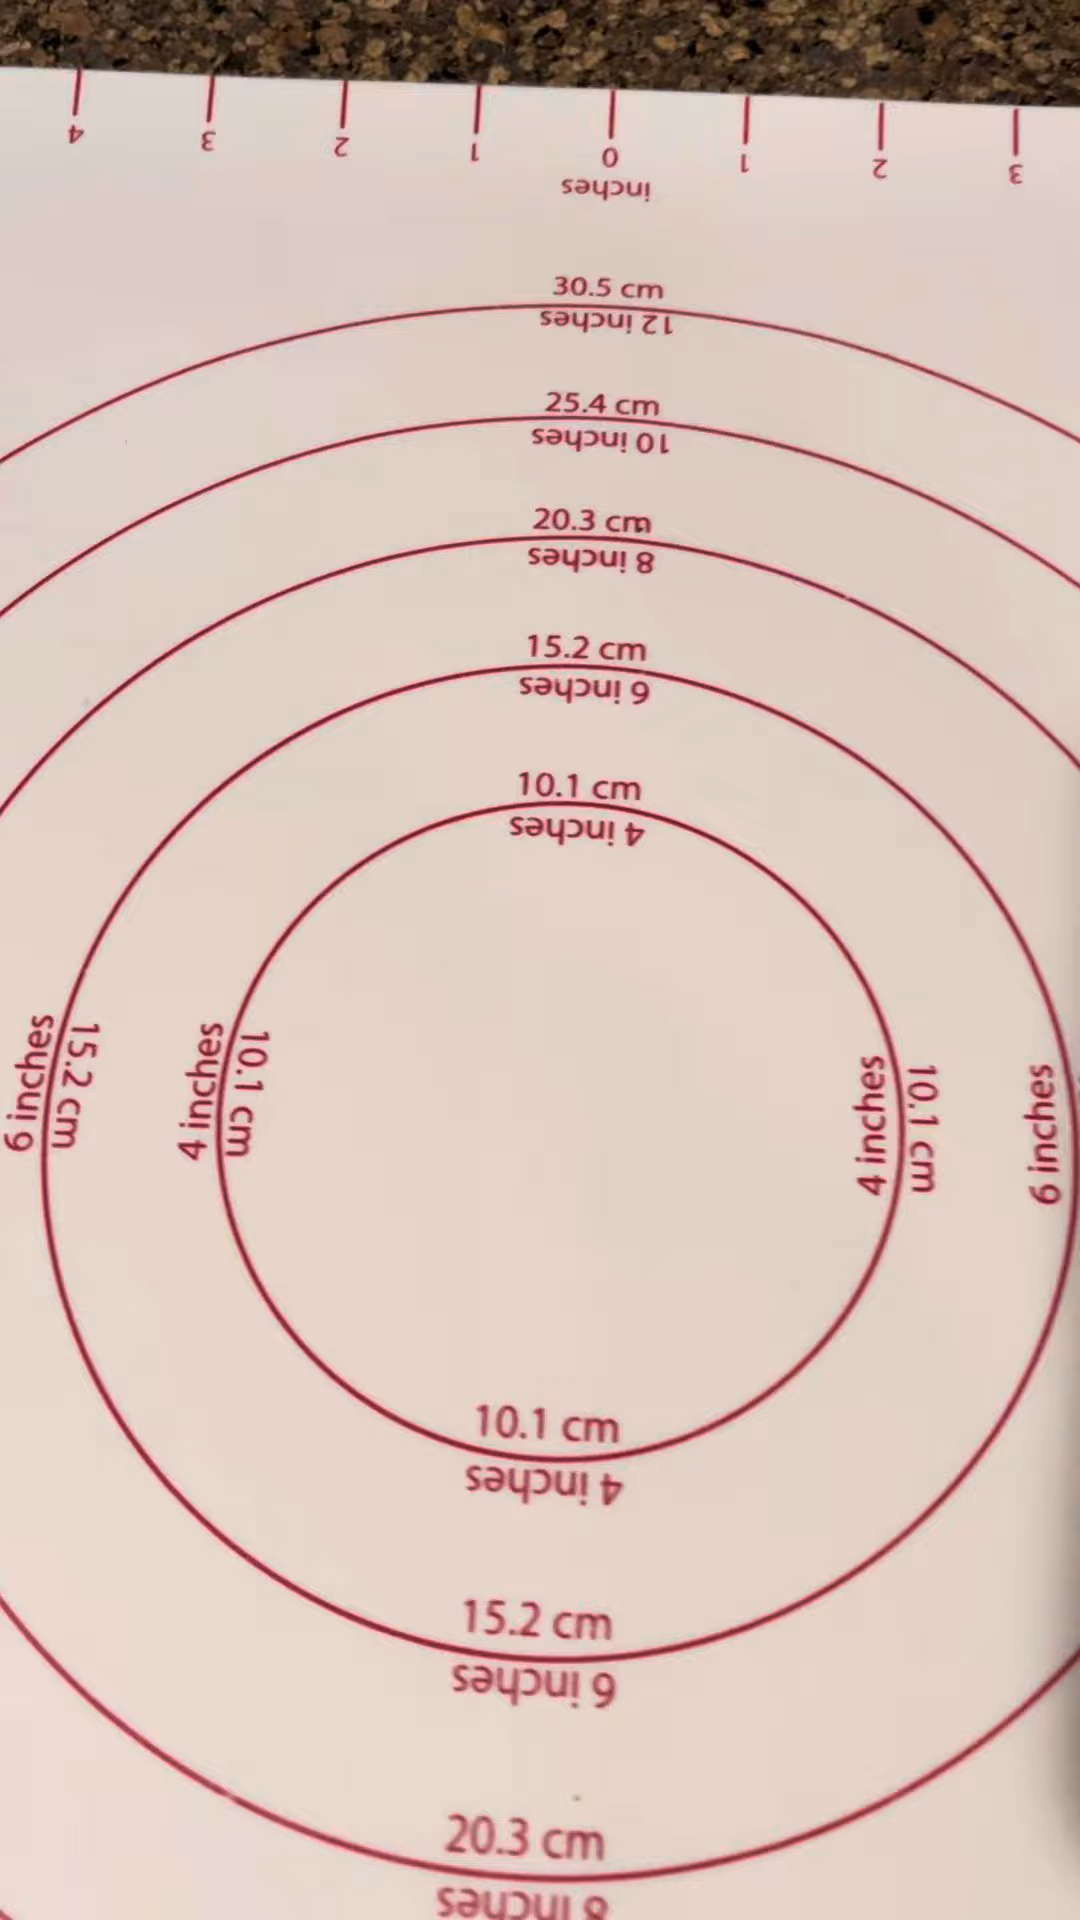 4 3 2 1 0 1 2 3
inches
30.5 cm
12 inches
25.4 cm
10 inches
20.3 cm
8 inches
15.2 cm
6 inches
10.1 cm
4 inches
6 inches
15.2 cm
4 inches
10.1 cm
4 inches
10.1 cm
6 inches
10.1 cm
4 inches
15.2 cm
6 inches
20.3 cm
8 inches